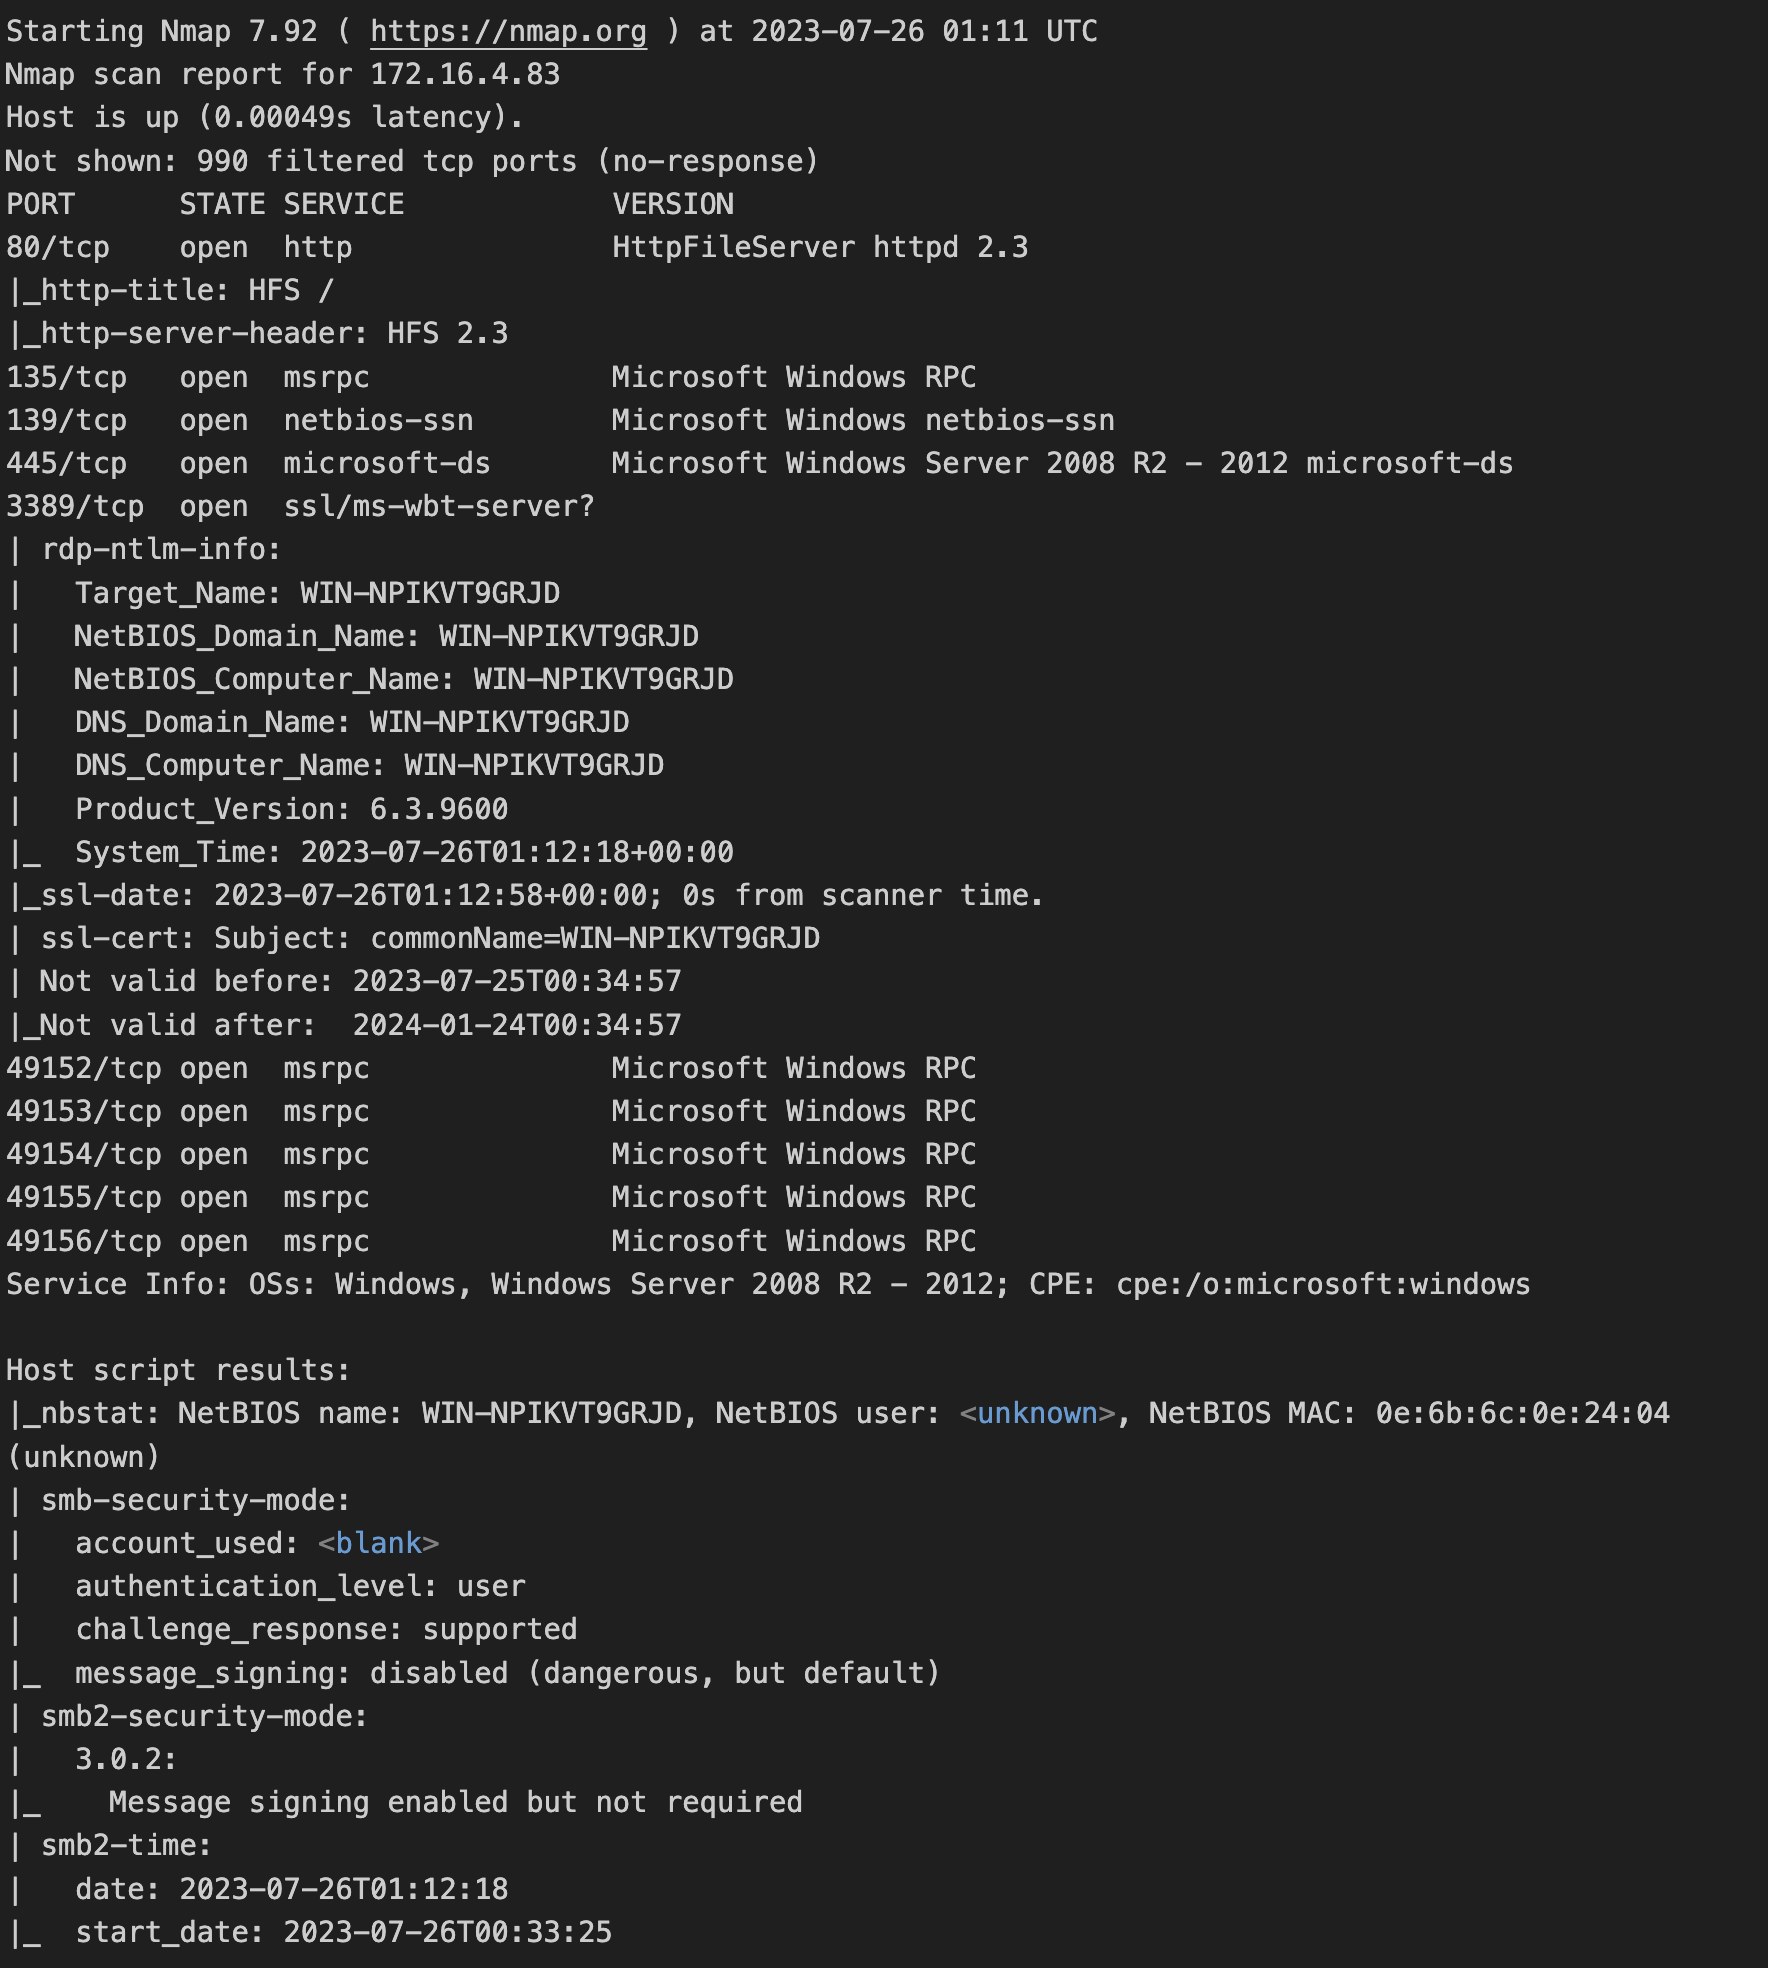 Starting Nmap 7.92 ( https://nmap.org ) at 2023-07-26 01:11 UTC
Nmap scan report for 172.16.4.83
Host is up (0.00049s latency).
Not shown: 990 filtered tcp ports (no-response)
PORT      STATE SERVICE            VERSION
80/tcp    open  http               HttpFileServer httpd 2.3
|_http-title: HFS /
|_http-server-header: HFS 2.3
135/tcp   open  msrpc              Microsoft Windows RPC
139/tcp   open  netbios-ssn        Microsoft Windows netbios-ssn
445/tcp   open  microsoft-ds       Microsoft Windows Server 2008 R2 - 2012 microsoft-ds
3389/tcp  open  ssl/ms-wbt-server?
| rdp-ntlm-info:
|   Target_Name: WIN-NPIKVT9GRJD
|   NetBIOS_Domain_Name: WIN-NPIKVT9GRJD
|   NetBIOS_Computer_Name: WIN-NPIKVT9GRJD
|   DNS_Domain_Name: WIN-NPIKVT9GRJD
|   DNS_Computer_Name: WIN-NPIKVT9GRJD
|   Product_Version: 6.3.9600
|_  System_Time: 2023-07-26T01:12:18+00:00
|_ssl-date: 2023-07-26T01:12:58+00:00; 0s from scanner time.
| ssl-cert: Subject: commonName=WIN-NPIKVT9GRJD
| Not valid before: 2023-07-25T00:34:57
|_Not valid after:  2024-01-24T00:34:57
49152/tcp open  msrpc              Microsoft Windows RPC
49153/tcp open  msrpc              Microsoft Windows RPC
49154/tcp open  msrpc              Microsoft Windows RPC
49155/tcp open  msrpc              Microsoft Windows RPC
49156/tcp open  msrpc              Microsoft Windows RPC
Service Info: OSs: Windows, Windows Server 2008 R2 - 2012; CPE: cpe:/o:microsoft:windows

Host script results:
|_nbstat: NetBIOS name: WIN-NPIKVT9GRJD, NetBIOS user: <unknown>, NetBIOS MAC: 0e:6b:6c:0e:24:04
(unknown)
| smb-security-mode:
|   account_used: <blank>
|   authentication_level: user
|   challenge_response: supported
|_  message_signing: disabled (dangerous, but default)
| smb2-security-mode:
|   3.0.2:
|_    Message signing enabled but not required
| smb2-time:
|   date: 2023-07-26T01:12:18
|_  start_date: 2023-07-26T00:33:25